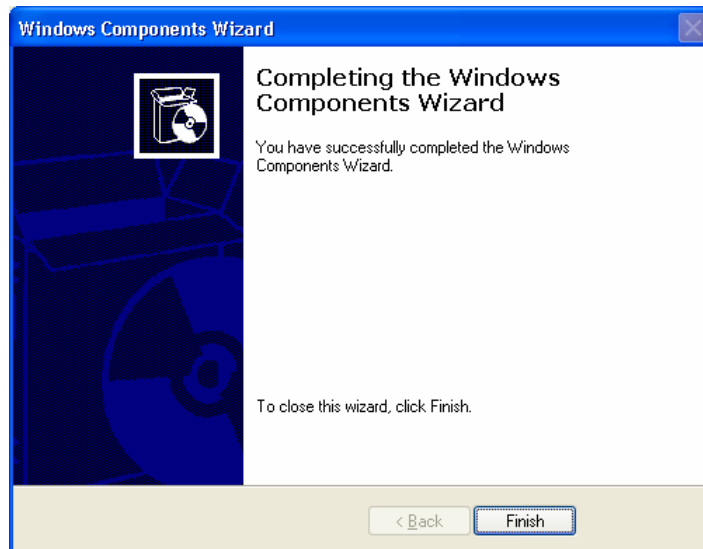 Windows Components Wizard
Completing the Windows
Components Wizard
You have successfully completed the Windows
Components Wizard.
To close this wizard, click Finish.
< Back
Finish